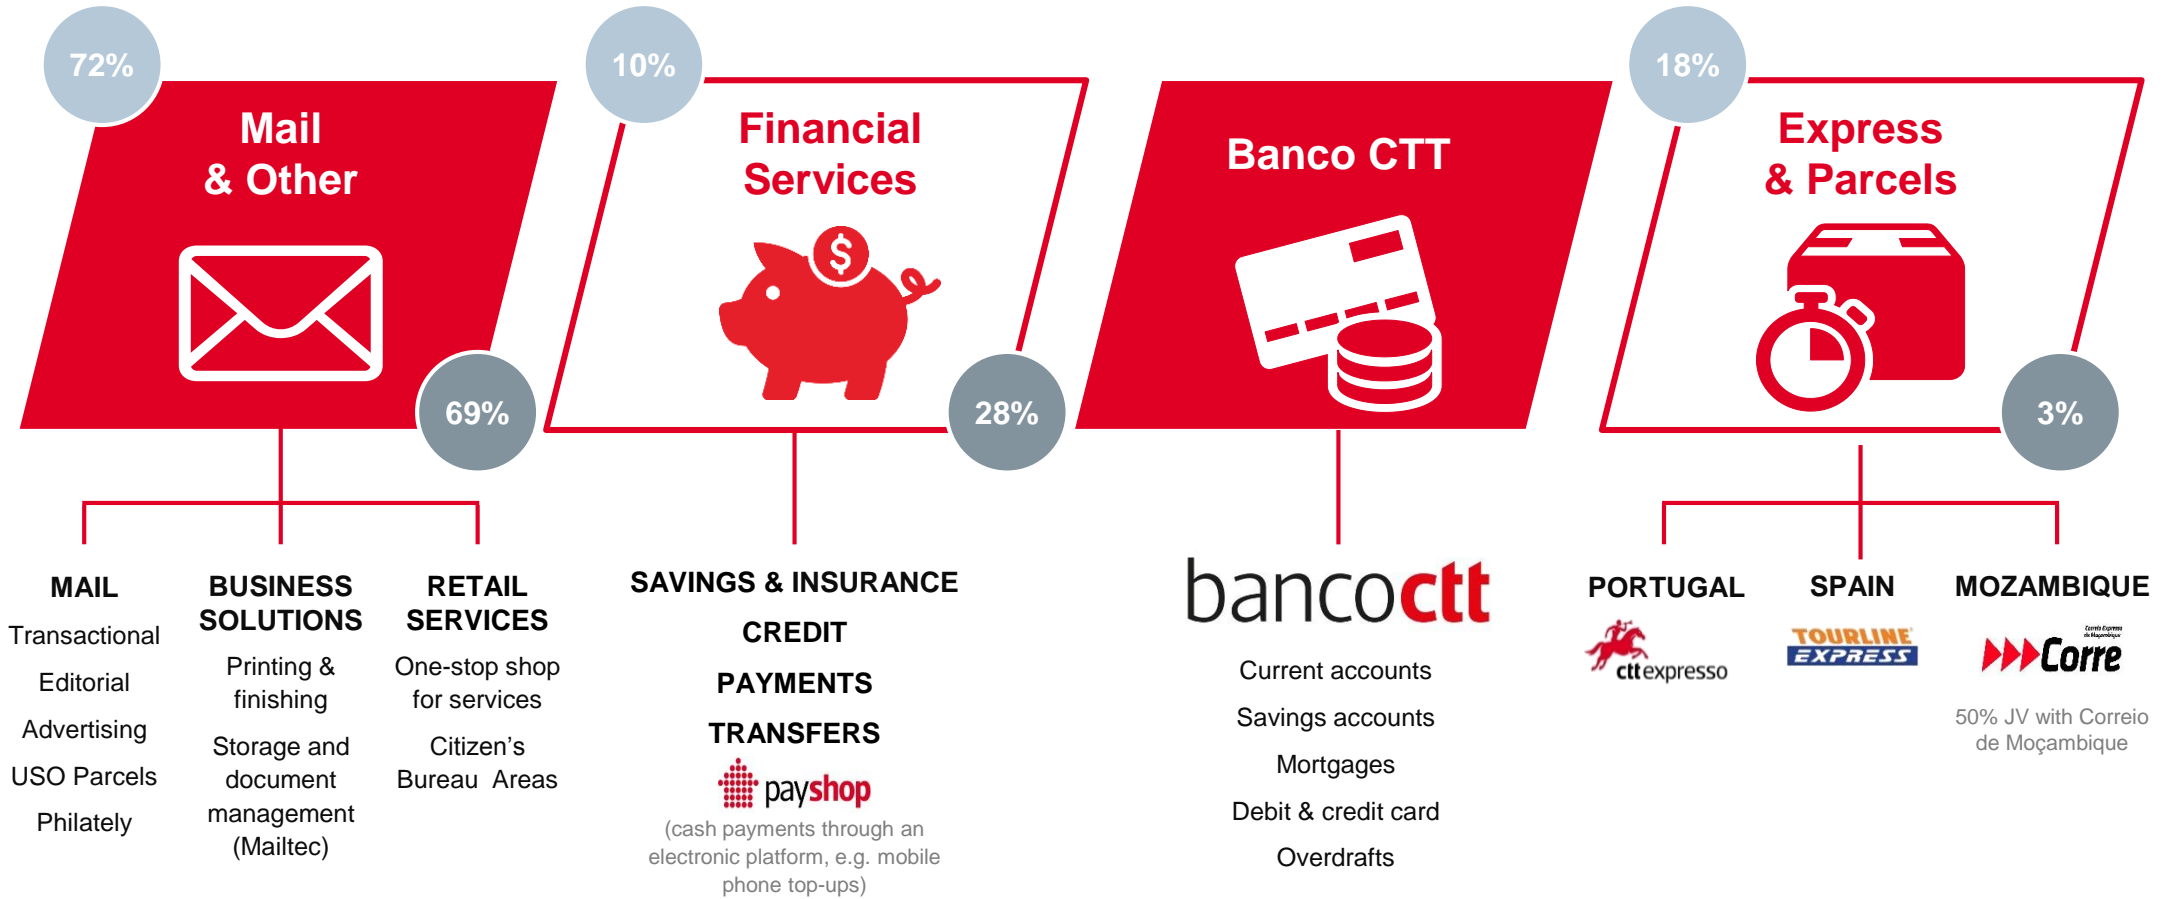 72%
Mail
& Other
69%
MAIL
Transactional
Editorial
Advertising
USO Parcels
Philately
BUSINESS
SOLUTIONS
Printing &
finishing
Storage and
document
management
(Mailtec)
RETAIL
SERVICES
One-stop shop
for services
Citizen's
Bureau Areas
10%
Financial
Services
$
28%
SAVINGS & INSURANCE
CREDIT
PAYMENTS
TRANSFERS
payshop
(cash payments through an
electronic platform, e.g. mobile
phone top-ups)
Banco CTT
bancoctt
Current accounts
Savings accounts
Mortgages
Debit & credit card
Overdrafts
18%
Express
& Parcels
3%
PORTUGAL
cttexpresso
SPAIN
TOURLINE
EXPRESS
MOZAMBIQUE
Correio Expresso
de Moçambique
Corre
50% JV with Correio
de Moçambique